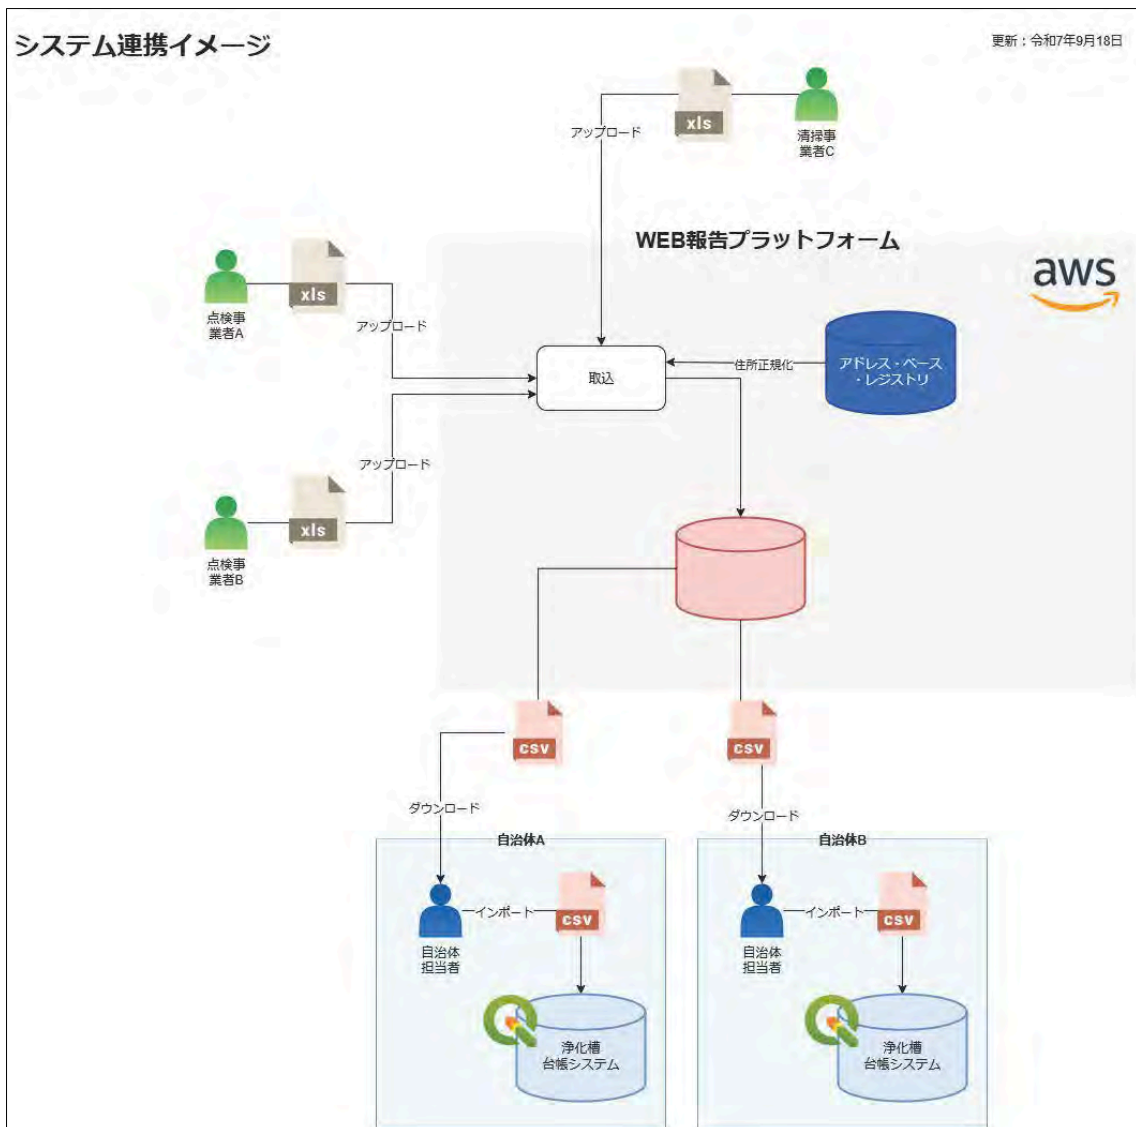 システム連携イメージ
更新：令和7年9月18日
xls
アップロード
清掃事
業者C
WEB報告プラットフォーム
aws
xls
点検事
業者A
アップロード
取込
住所正規化
アドレス・ベース
・レジストリ
アップロード
xls
点検事
業者B
csv
csv
ダウンロード
ダウンロード
自治体A
自治体B
インポート
csv
インポート
csv
自治体
担当者
自治体
担当者
浄化槽
台帳システム
浄化槽
台帳システム